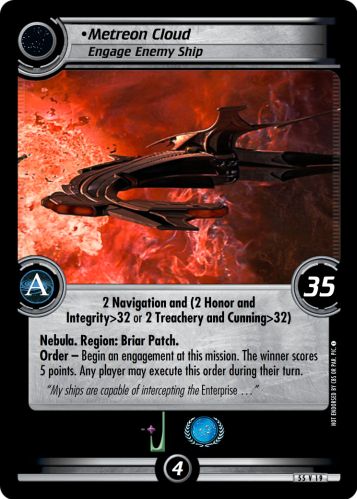 •Metreon Cloud
Engage Enemy Ship
A
35
2 Navigation and (2 Honor and
Integrity>32 or 2 Treachery and Cunning>32)
Nebula. Region: Briar Patch.
Order – Begin an engagement at this mission. The winner scores
5 points. Any player may execute this order during their turn.
"My ships are capable of intercepting the Enterprise …"
NOT ENDORSED BY CBS OR PAR. PIC.
4
55 V 19